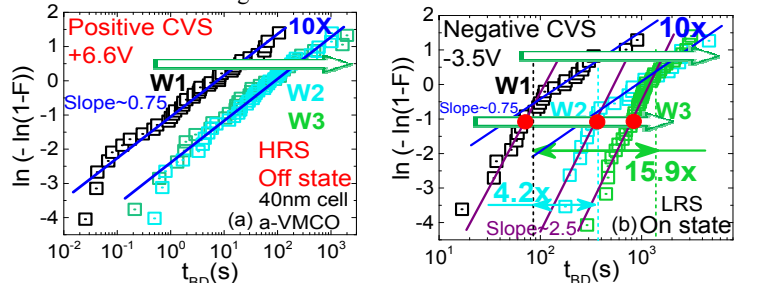 Positive CVS
+6.6V
10X
W1
Slope~0.75
W2
W3
HRS
Off state
40nm cell
(a) a-VMCO
ln (- ln(1-F))
1
0
-1
-2
-3
-4
10-2 10-1 100 101 102 103
tBD(s)
Negative CVS
-3.5V
10x
W1
Slope~0.75
W2
W3
15.9x
4.2x
Slope~2.5
(b)
LRS
On state
ln (- ln(1-F))
2
1
0
-1
-2
-3
-4
101 102 103
tBD(s)